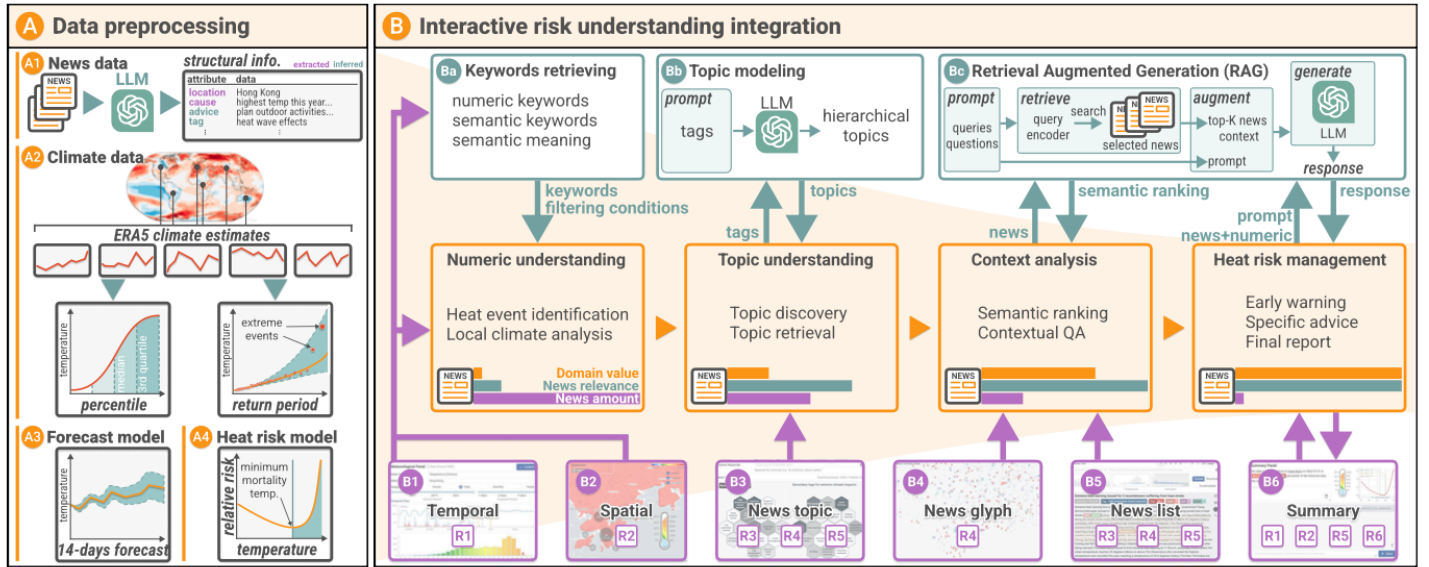 A Data preprocessing
A1 News data
NEWS
LLM
structural info.
extracted inferred
attribute data
location Hong Kong
cause highest temp this year...
advice plan outdoor activities...
tag heat wave effects
A2 Climate data
ERA5 climate estimates
temperature
median
3rd quartile
percentile
temperature
extreme
events
return period
A3 Forecast model
temperature
14-days forecast
A4 Heat risk model
relative risk
minimum
mortality
temp.
temperature
B Interactive risk understanding integration
Ba Keywords retrieving
numeric keywords
semantic keywords
semantic meaning
keywords
filtering conditions
Bb Topic modeling
prompt
tags
LLM
hierarchical
topics
tags
topics
Bc Retrieval Augmented Generation (RAG)
prompt
queries
questions
retrieve
query
encoder
search
NEWS
selected news
augment
top-K news
context
prompt
generate
LLM
response
news
semantic ranking
prompt
news+numeric
response
Numeric understanding
Heat event identification
Local climate analysis
NEWS
Domain value
News relevance
News amount
Topic understanding
Topic discovery
Topic retrieval
NEWS
Context analysis
Semantic ranking
Contextual QA
NEWS
Heat risk management
Early warning
Specific advice
Final report
NEWS
B1
Temporal
R1
B2
Spatial
R2
B3
News topic
R3 R4 R5
B4
News glyph
R4
B5
News list
R3 R4 R5
B6
Summary
R1 R2 R5 R6